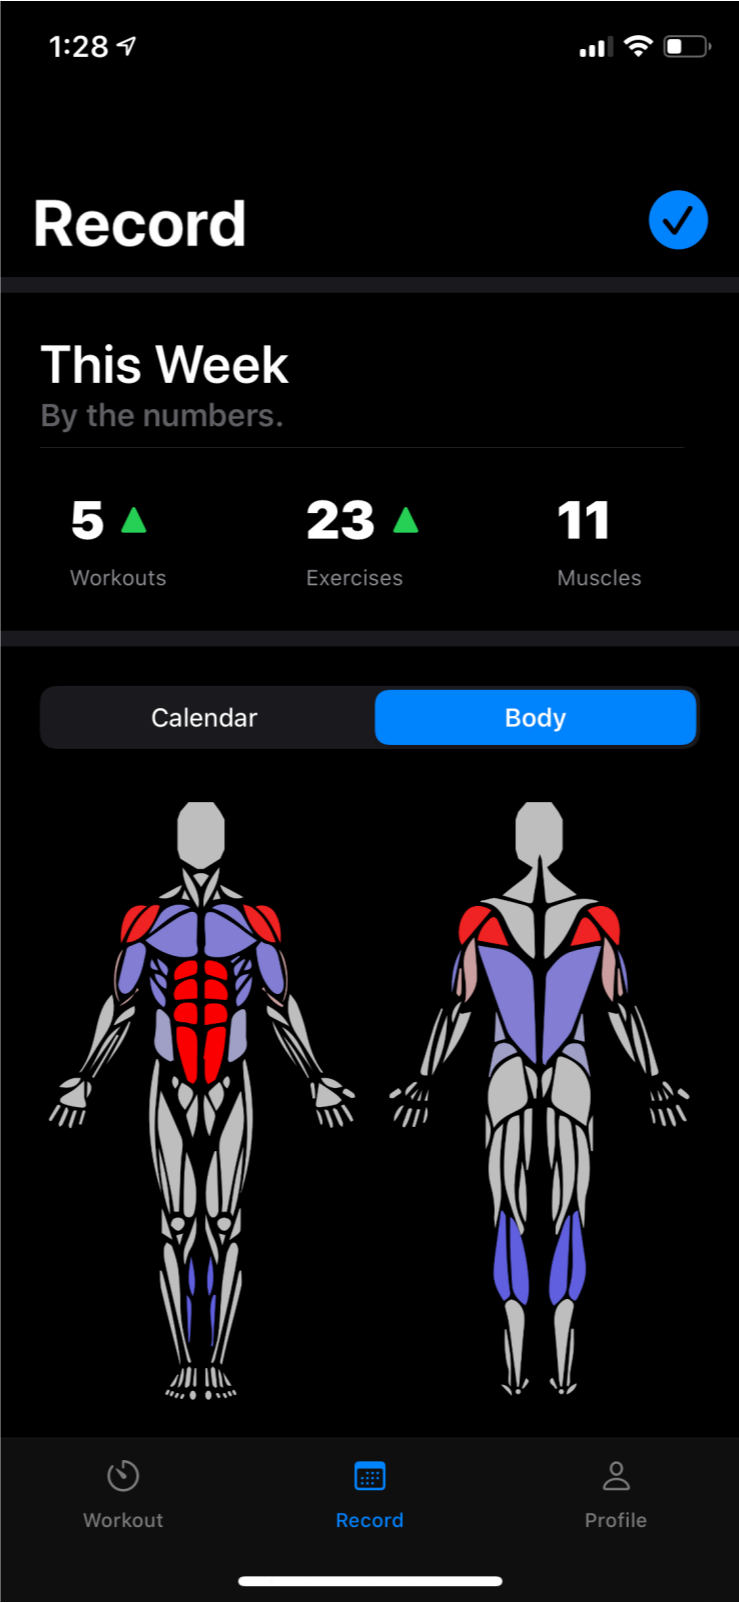 1:28
Record
This Week
By the numbers.
5 23 11
Workouts Exercises Muscles
Calendar Body
Workout Record Profile